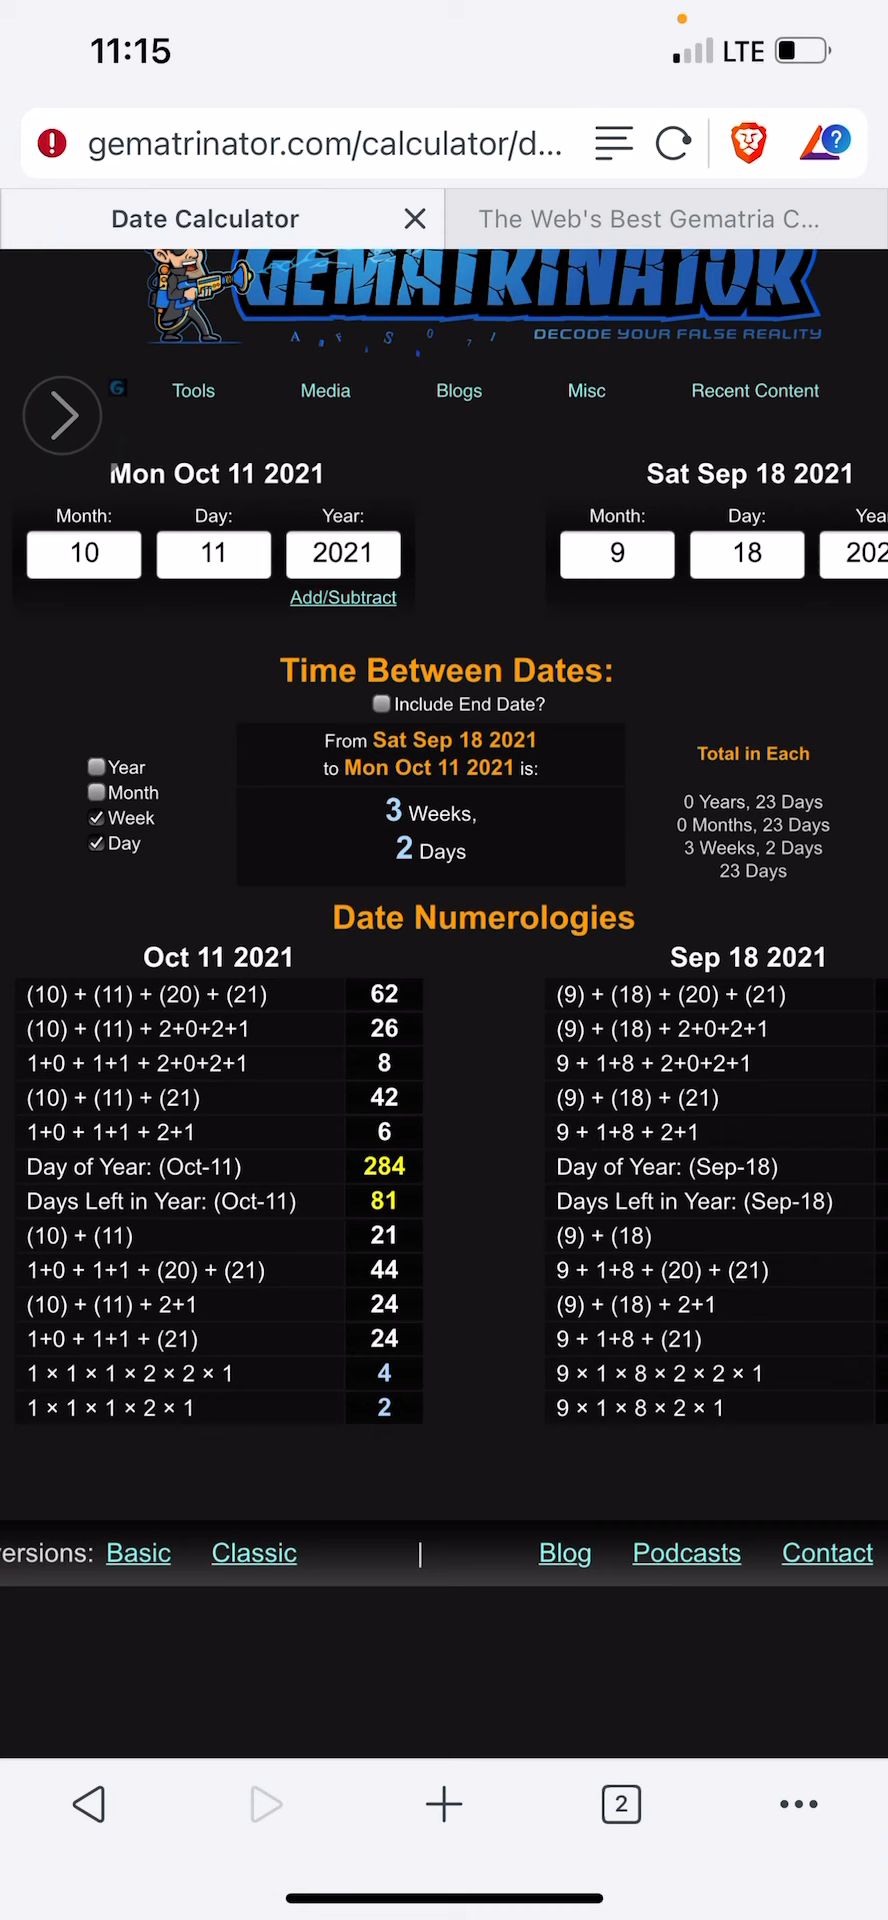 11:15
LTE
gematrinator.com/calculator/d...
?
Date Calculator
The Web's Best Gematria C...
GEMATRINATOR
DECODE YOUR FALSE REALITY
G
Tools
Media
Blogs
Misc
Recent Content
Mon Oct 11 2021
Sat Sep 18 2021
Month:
Day:
Year:
Month:
Day:
Yea
10
11
2021
9
18
202
Add/Subtract
Time Between Dates:
Include End Date?
From Sat Sep 18 2021
to Mon Oct 11 2021 is:
3 Weeks,
2 Days
Year
Month
Week
Day
Total in Each
0 Years, 23 Days
0 Months, 23 Days
3 Weeks, 2 Days
23 Days
Date Numerologies
Oct 11 2021
(10) + (11) + (20) + (21) 62
(10) + (11) + 2+0+2+1 26
1+0 + 1+1 + 2+0+2+1 8
(10) + (11) + (21) 42
1+0 + 1+1 + 2+1 6
Day of Year: (Oct-11) 284
Days Left in Year: (Oct-11) 81
(10) + (11) 21
1+0 + 1+1 + (20) + (21) 44
(10) + (11) + 2+1 24
1+0 + 1+1 + (21) 24
1 × 1 × 1 × 2 × 2 × 1 4
1 × 1 × 1 × 2 × 1 2
Sep 18 2021
(9) + (18) + (20) + (21)
(9) + (18) + 2+0+2+1
9 + 1+8 + 2+0+2+1
(9) + (18) + (21)
9 + 1+8 + 2+1
Day of Year: (Sep-18)
Days Left in Year: (Sep-18)
(9) + (18)
9 + 1+8 + (20) + (21)
(9) + (18) + 2+1
9 + 1+8 + (21)
9 × 1 × 8 × 2 × 2 × 1
9 × 1 × 8 × 2 × 1
ersions: Basic Classic | Blog Podcasts Contact
2